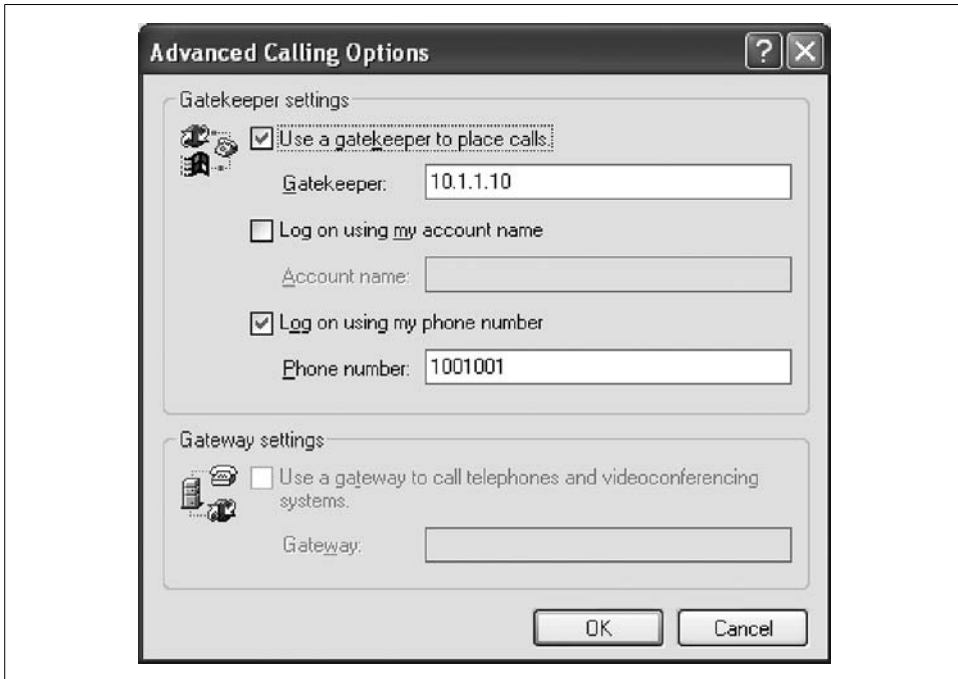 Advanced Calling Options
Gatekeeper settings
Use a gatekeeper to place calls.
Gatekeeper: 10.1.1.10
Log on using my account name
Account name:
Log on using my phone number
Phone number: 1001001
Gateway settings
Use a gateway to call telephones and videoconferencing
systems.
Gateway:
OK Cancel